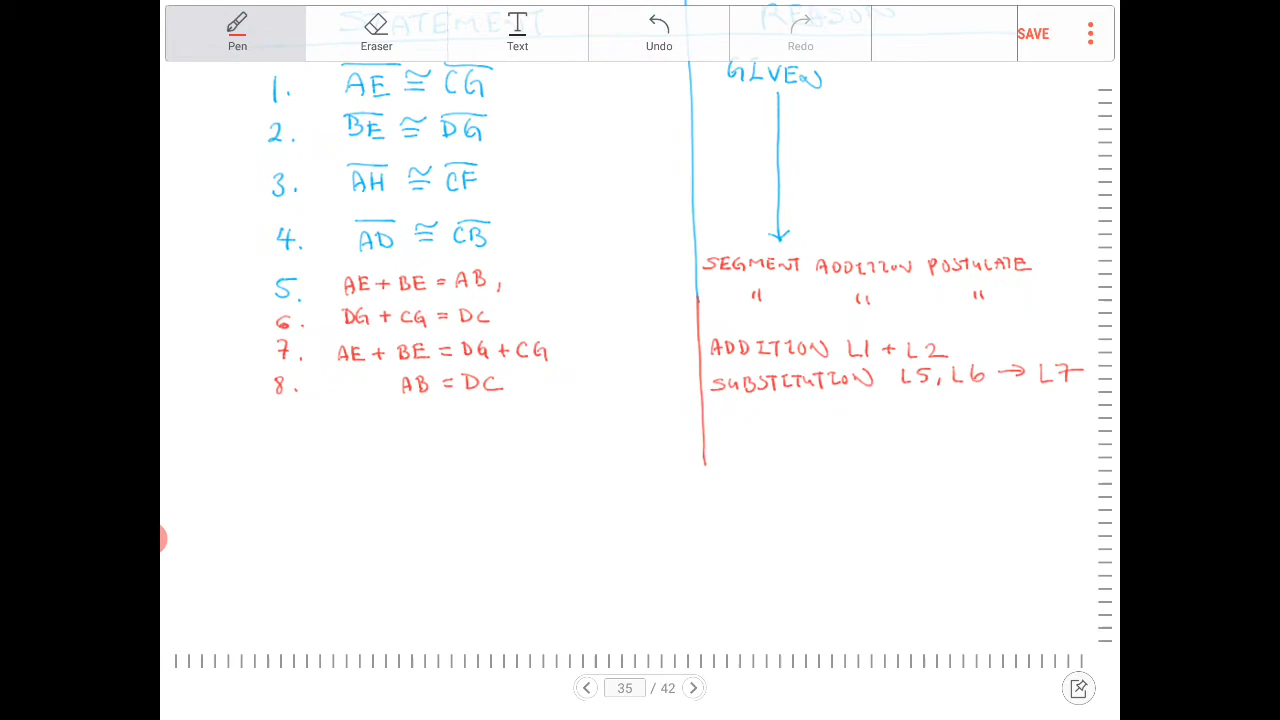 STATEMENT REASON
Pen Eraser Text Undo Redo SAVE
1. AE ≅ CG GIVEN
2. BE ≅ DG
3. AH ≅ CF
4. AD ≅ CB
5. AE + BE = AB, SEGMENT ADDITION POSTULATE
6. DG + CG = DC " " "
7. AE + BE = DG + CG ADDITION L1 + L2
8. AB = DC SUBSTITUTION L5, L6 → L7
35 / 42